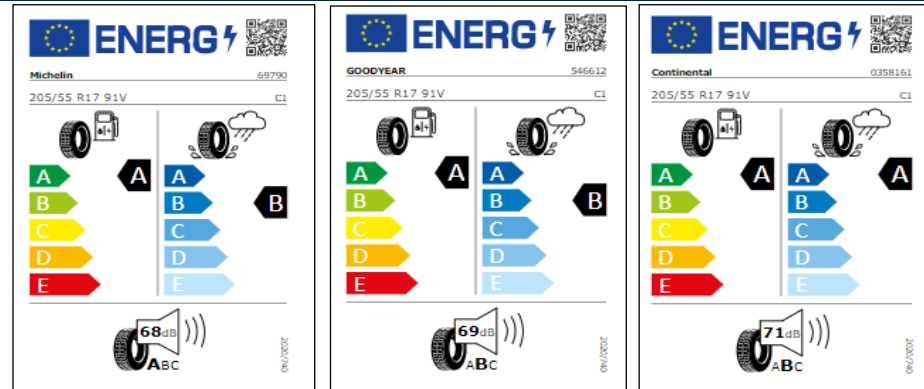 ENERG
Michelin 69790
205/55 R17 91V C1
A A A
B B B
C C
D D
E E
68dB
ABC
2020/740
ENERG
GOODYEAR 546612
205/55 R17 91V C1
A A A
B B B
C C
D D
E E
69dB
ABC
2020/740
ENERG
Continental 0358161
205/55 R17 91V C1
A A A A
B B
C C
D D
E E
71dB
ABC
2020/740